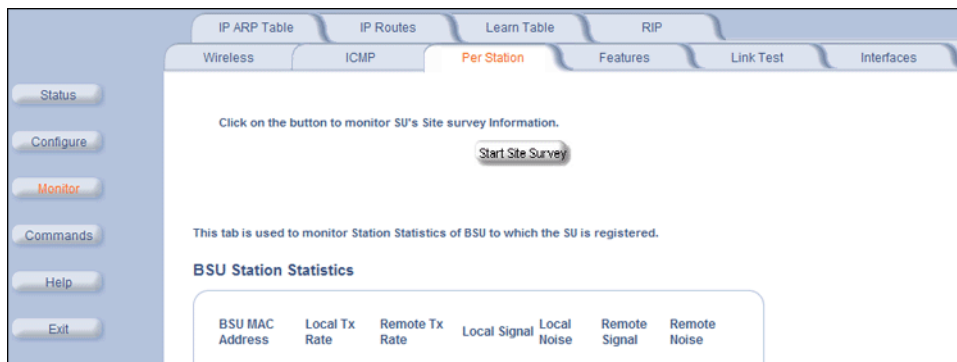 IP ARP Table IP Routes Learn Table RIP
Wireless ICMP Per Station Features Link Test Interfaces
Status
Configure
Monitor
Commands
Help
Exit
Click on the button to monitor SU's Site survey Information.
Start Site Survey
This tab is used to monitor Station Statistics of BSU to which the SU is registered.
BSU Station Statistics
BSU MAC Address Local Tx Rate Remote Tx Rate Local Signal Local Noise Remote Signal Remote Noise